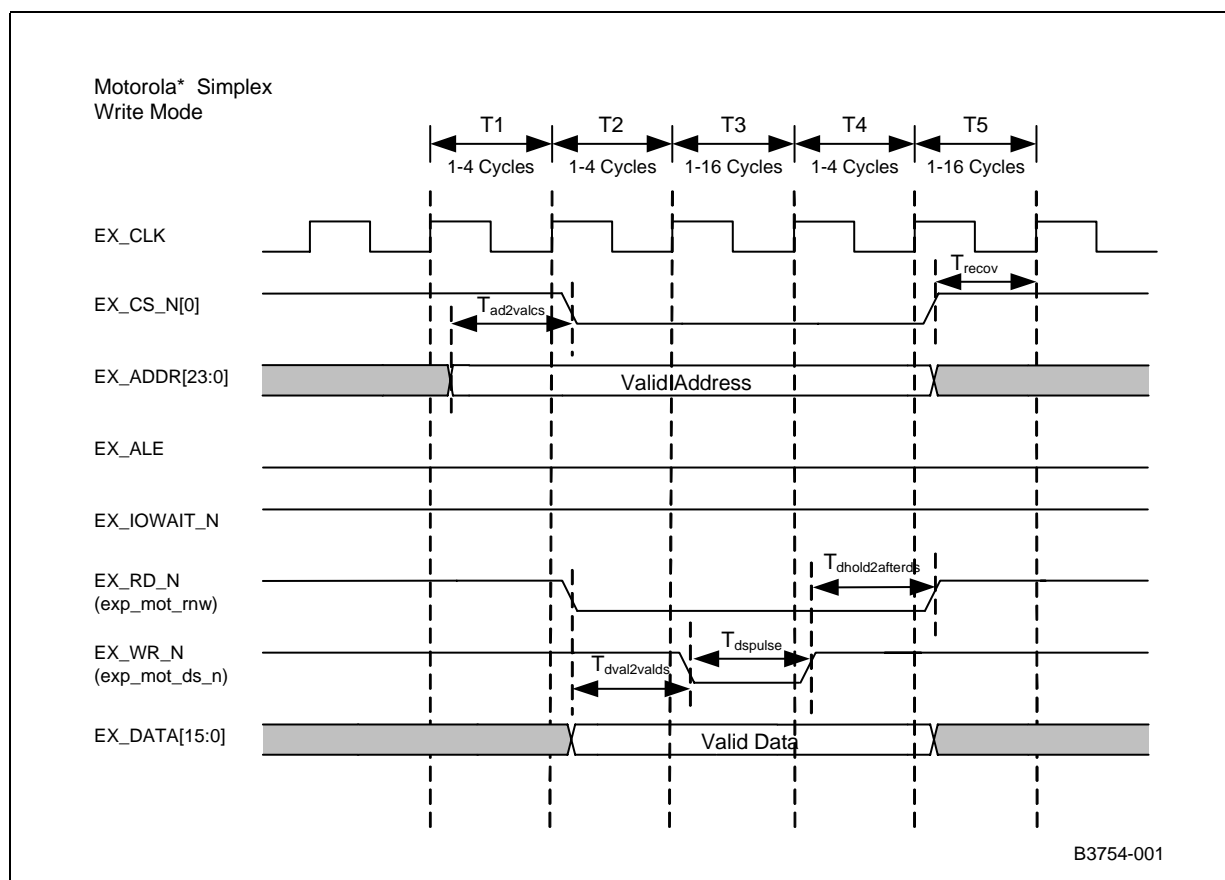 Motorola* Simplex
Write Mode
T1 T2 T3 T4 T5
1-4 Cycles 1-4 Cycles 1-16 Cycles 1-4 Cycles 1-16 Cycles
EX_CLK
Trecov
EX_CS_N[0]
Tad2valcs
EX_ADDR[23:0]
Valid Address
EX_ALE
EX_IOWAIT_N
Tdhold2afterds
EX_RD_N
(exp_mot_rnw)
Tdspulse
EX_WR_N
Tdval2valds
(exp_mot_ds_n)
EX_DATA[15:0]
Valid Data
B3754-001